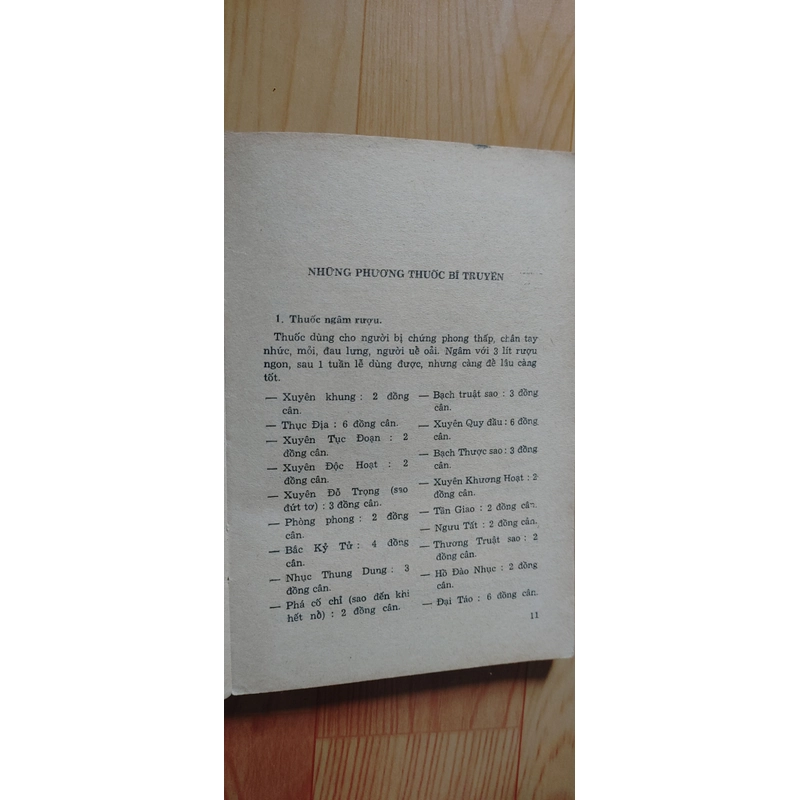 NHỮNG PHƯƠNG THUỐC BÍ TRUYỀN
1. Thuốc ngâm rượu.
Thuốc dùng cho người bị chứng phong thấp, chân tay
nhức, mỏi, đau lưng, người uể oải. Ngâm với 3 lít rượu
ngon, sau 1 tuần lễ dùng được, nhưng càng để lâu càng
tốt.
— Xuyên khung : 2 đồng
cân.
— Thục Địa : 6 đồng cân.
— Xuyên Tục Đoạn : 2
đồng cân.
— Xuyên Độc Hoạt : 2
đồng cân.
— Xuyên Đỗ Trọng (sao
đứt tơ) : 3 đồng cân.
— Phòng phong : 2 đồng
cân.
— Bắc Kỷ Tử : 4 đồng
cân.
— Nhục Thung Dung : 3
đồng cân.
— Phá cố chỉ (sao đến khi
hết nổ) : 2 đồng cân.
— Bạch truật sao : 3 đồng
cân.
— Xuyên Quy đầu : 6 đồng
cân.
— Bạch Thược sao : 3 đồng
cân.
— Xuyên Khương Hoạt : 2
đồng cân.
— Tần Giao : 2 đồng cân.
— Ngưu Tất : 2 đồng cân.
— Thương Truật sao : 2
đồng cân.
— Hồ Đào Nhục : 2 đồng
cân.
— Đại Táo : 6 đồng cân.
11